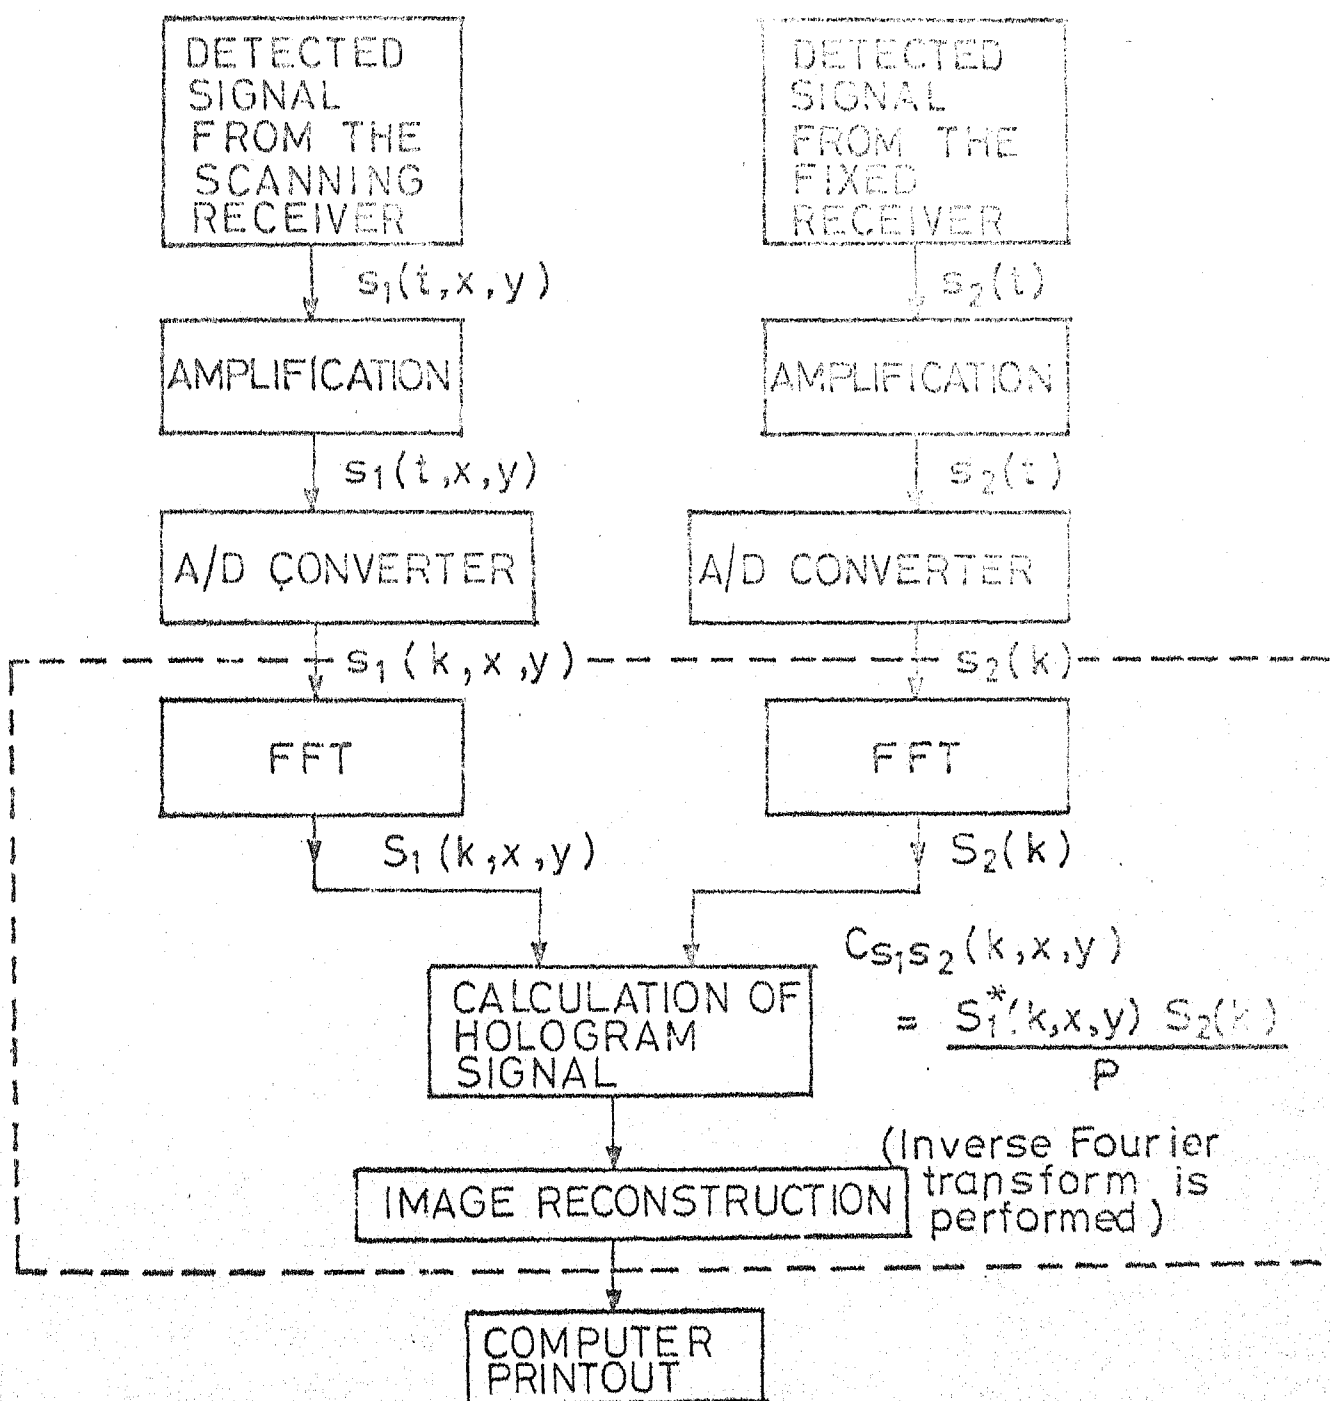 DETECTED
SIGNAL
FROM THE
SCANNING
RECEIVER
DETECTED
SIGNAL
FROM THE
FIXED
RECEIVER
s₁(t,x,y)
s₂(t)
AMPLIFICATION
AMPLIFICATION
s₁(t,x,y)
s₂(t)
A/D CONVERTER
A/D CONVERTER
s₁(k,x,y)
s₂(k)
FFT
FFT
S₁(k,x,y)
S₂(k)
CALCULATION OF
HOLOGRAM
SIGNAL
Cs₁s₂(k,x,y)
= S₁*(k,x,y) S₂(k)
P
IMAGE RECONSTRUCTION
(Inverse Fourier
transform is
performed)
COMPUTER
PRINTOUT